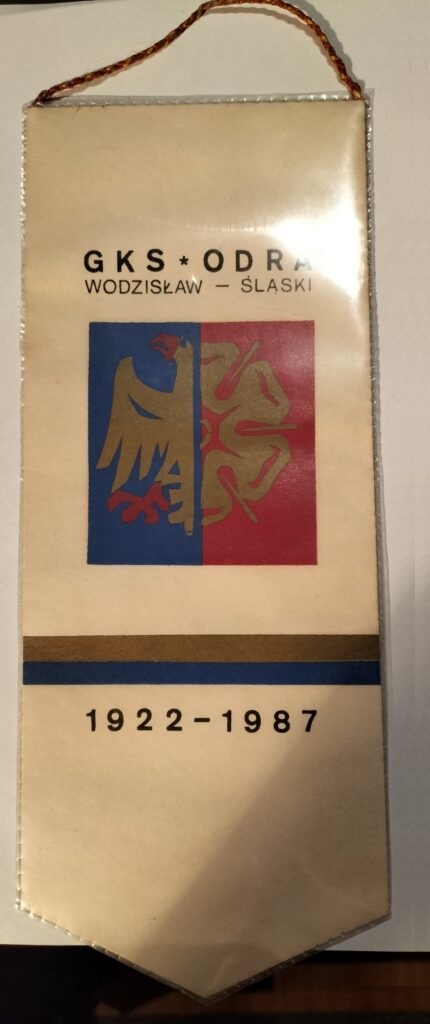 GKS * ODRA
WODZISŁAW – ŚLĄSKI
1922–1987